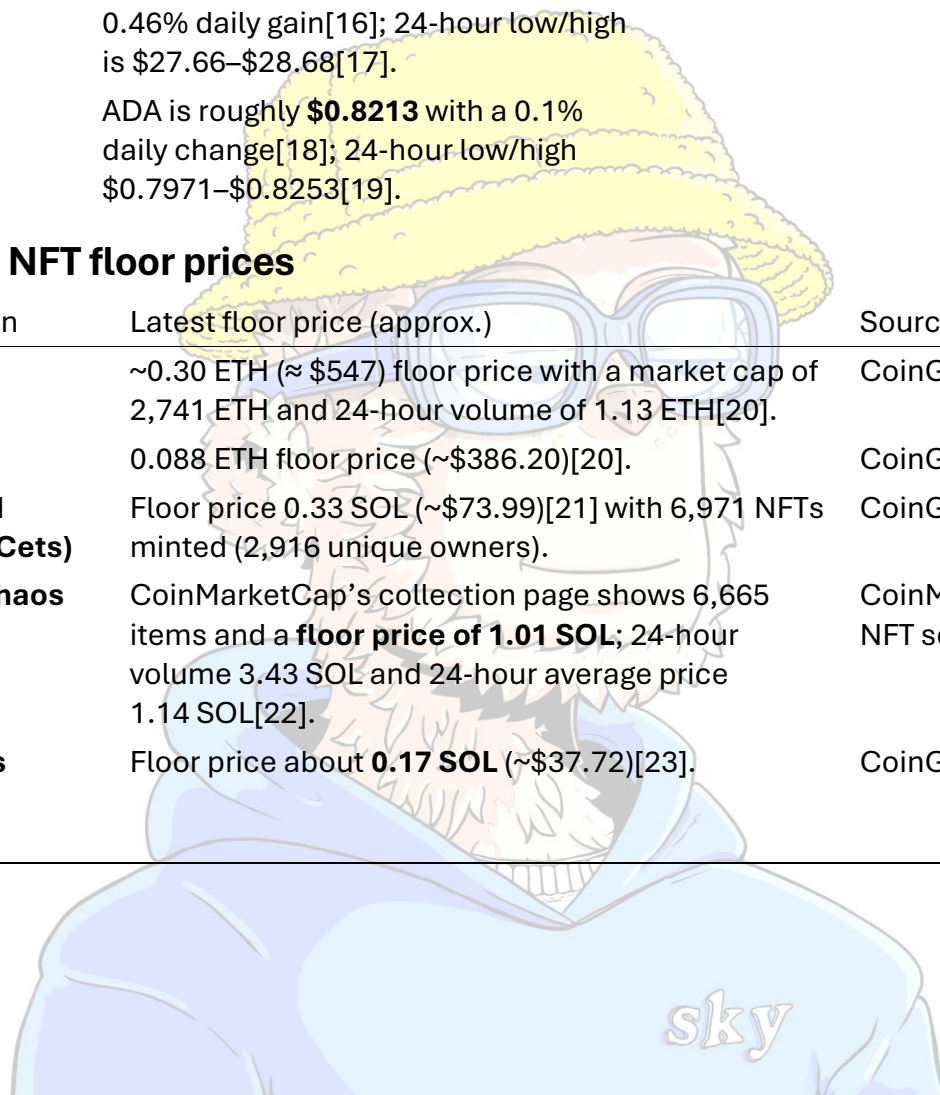 0.46% daily gain[16]; 24-hour low/high
is $27.66–$28.68[17].
ADA is roughly $0.8213 with a 0.1%
daily change[18]; 24-hour low/high
$0.7971–$0.8253[19].
NFT floor prices
n Latest floor price (approx.) Sourc
~0.30 ETH (≈ $547) floor price with a market cap of CoinG
2,741 ETH and 24-hour volume of 1.13 ETH[20].
0.088 ETH floor price (~$386.20)[20]. CoinG
Floor price 0.33 SOL (~$73.99)[21] with 6,971 NFTs CoinG
Cets) minted (2,916 unique owners).
haos CoinMarketCap’s collection page shows 6,665 CoinM
items and a floor price of 1.01 SOL; 24-hour NFT se
volume 3.43 SOL and 24-hour average price
1.14 SOL[22].
s Floor price about 0.17 SOL (~$37.72)[23]. CoinG
sky